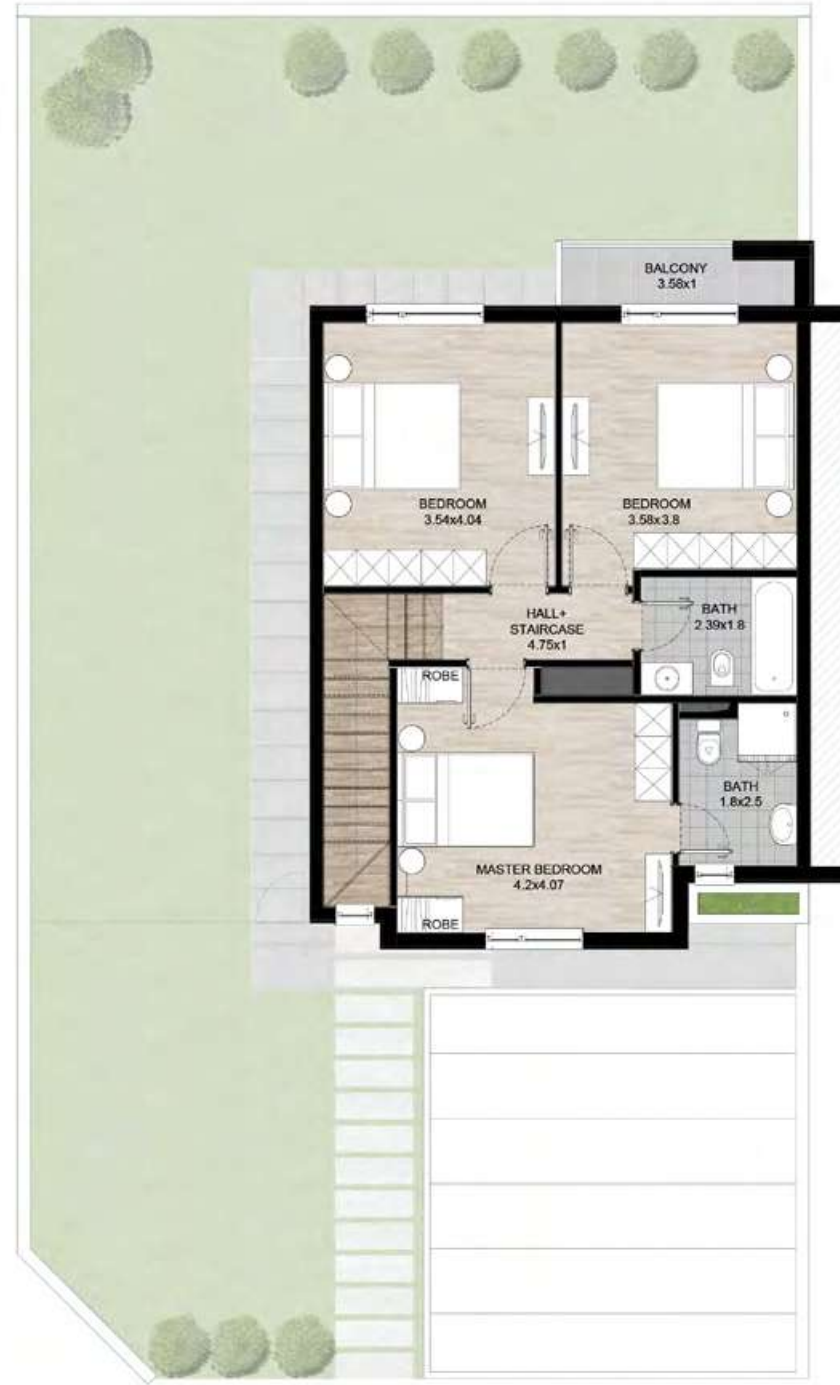 BALCONY
3.58x1
BEDROOM
3.54x4.04
BEDROOM
3.58x3.8
HALL+
STAIRCASE
4.75x1
BATH
2.39x1.8
ROBE
BATH
1.8x2.5
MASTER BEDROOM
4.2x4.07
ROBE